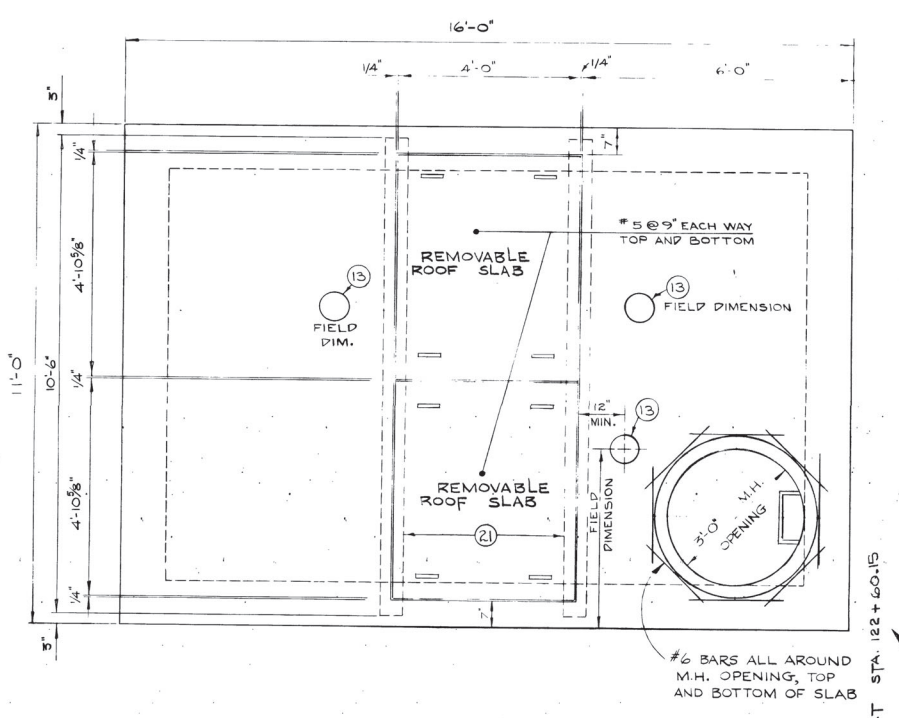 16'-0"
1/4"
4'-0"
1/4"
6'-0"
3"
7"
1/4"
#5 @ 9" EACH WAY
TOP AND BOTTOM
REMOVABLE
ROOF SLAB
4'-10 5/8"
13
FIELD
DIM.
13
FIELD DIMENSION
11'-0"
10'-6"
1/4"
12"
MIN.
13
REMOVABLE
ROOF SLAB
4'-10 5/8"
FIELD
DIMENSION
21
3'-0" M.H.
OPENING
1/4"
7"
3"
#6 BARS ALL AROUND
M.H. OPENING, TOP
AND BOTTOM OF SLAB
STA. 122+60.15